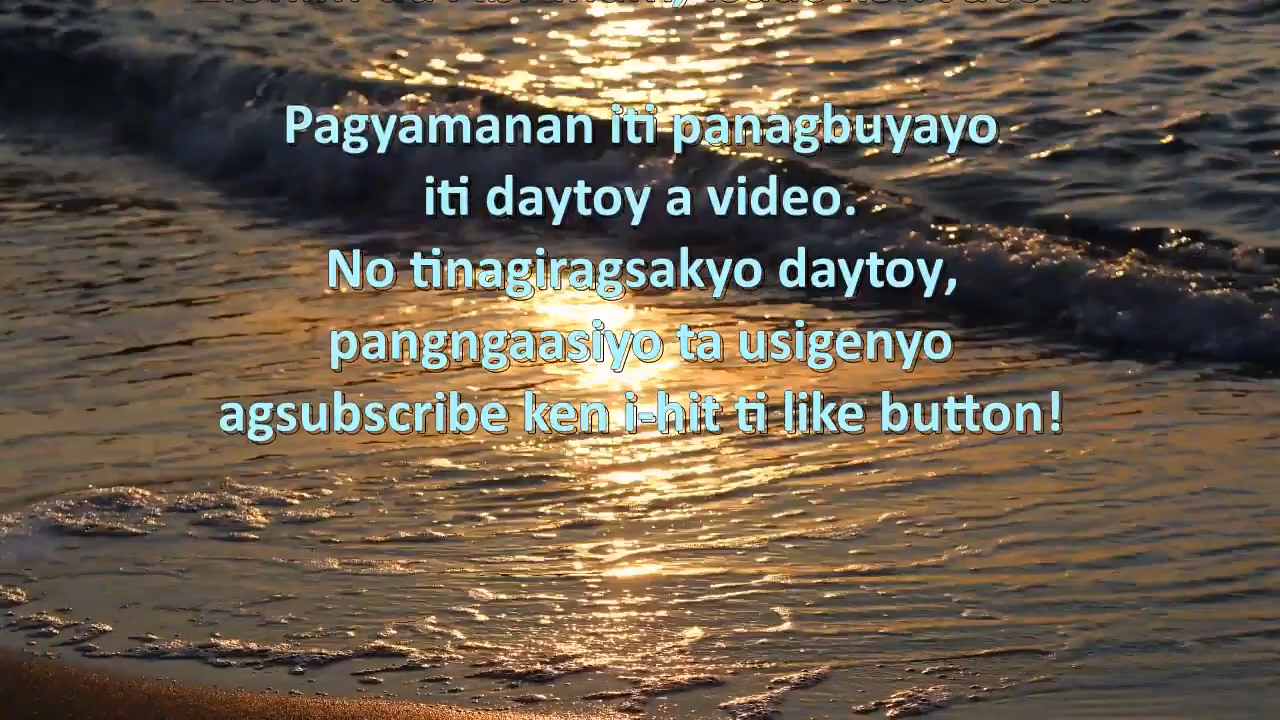 Pagyamanan iti panagbuyayo
iti daytoy a video.
No tinagiragsakyo daytoy,
pangngaasiyo ta usigenyo
agsubscribe ken i-hit ti like button!